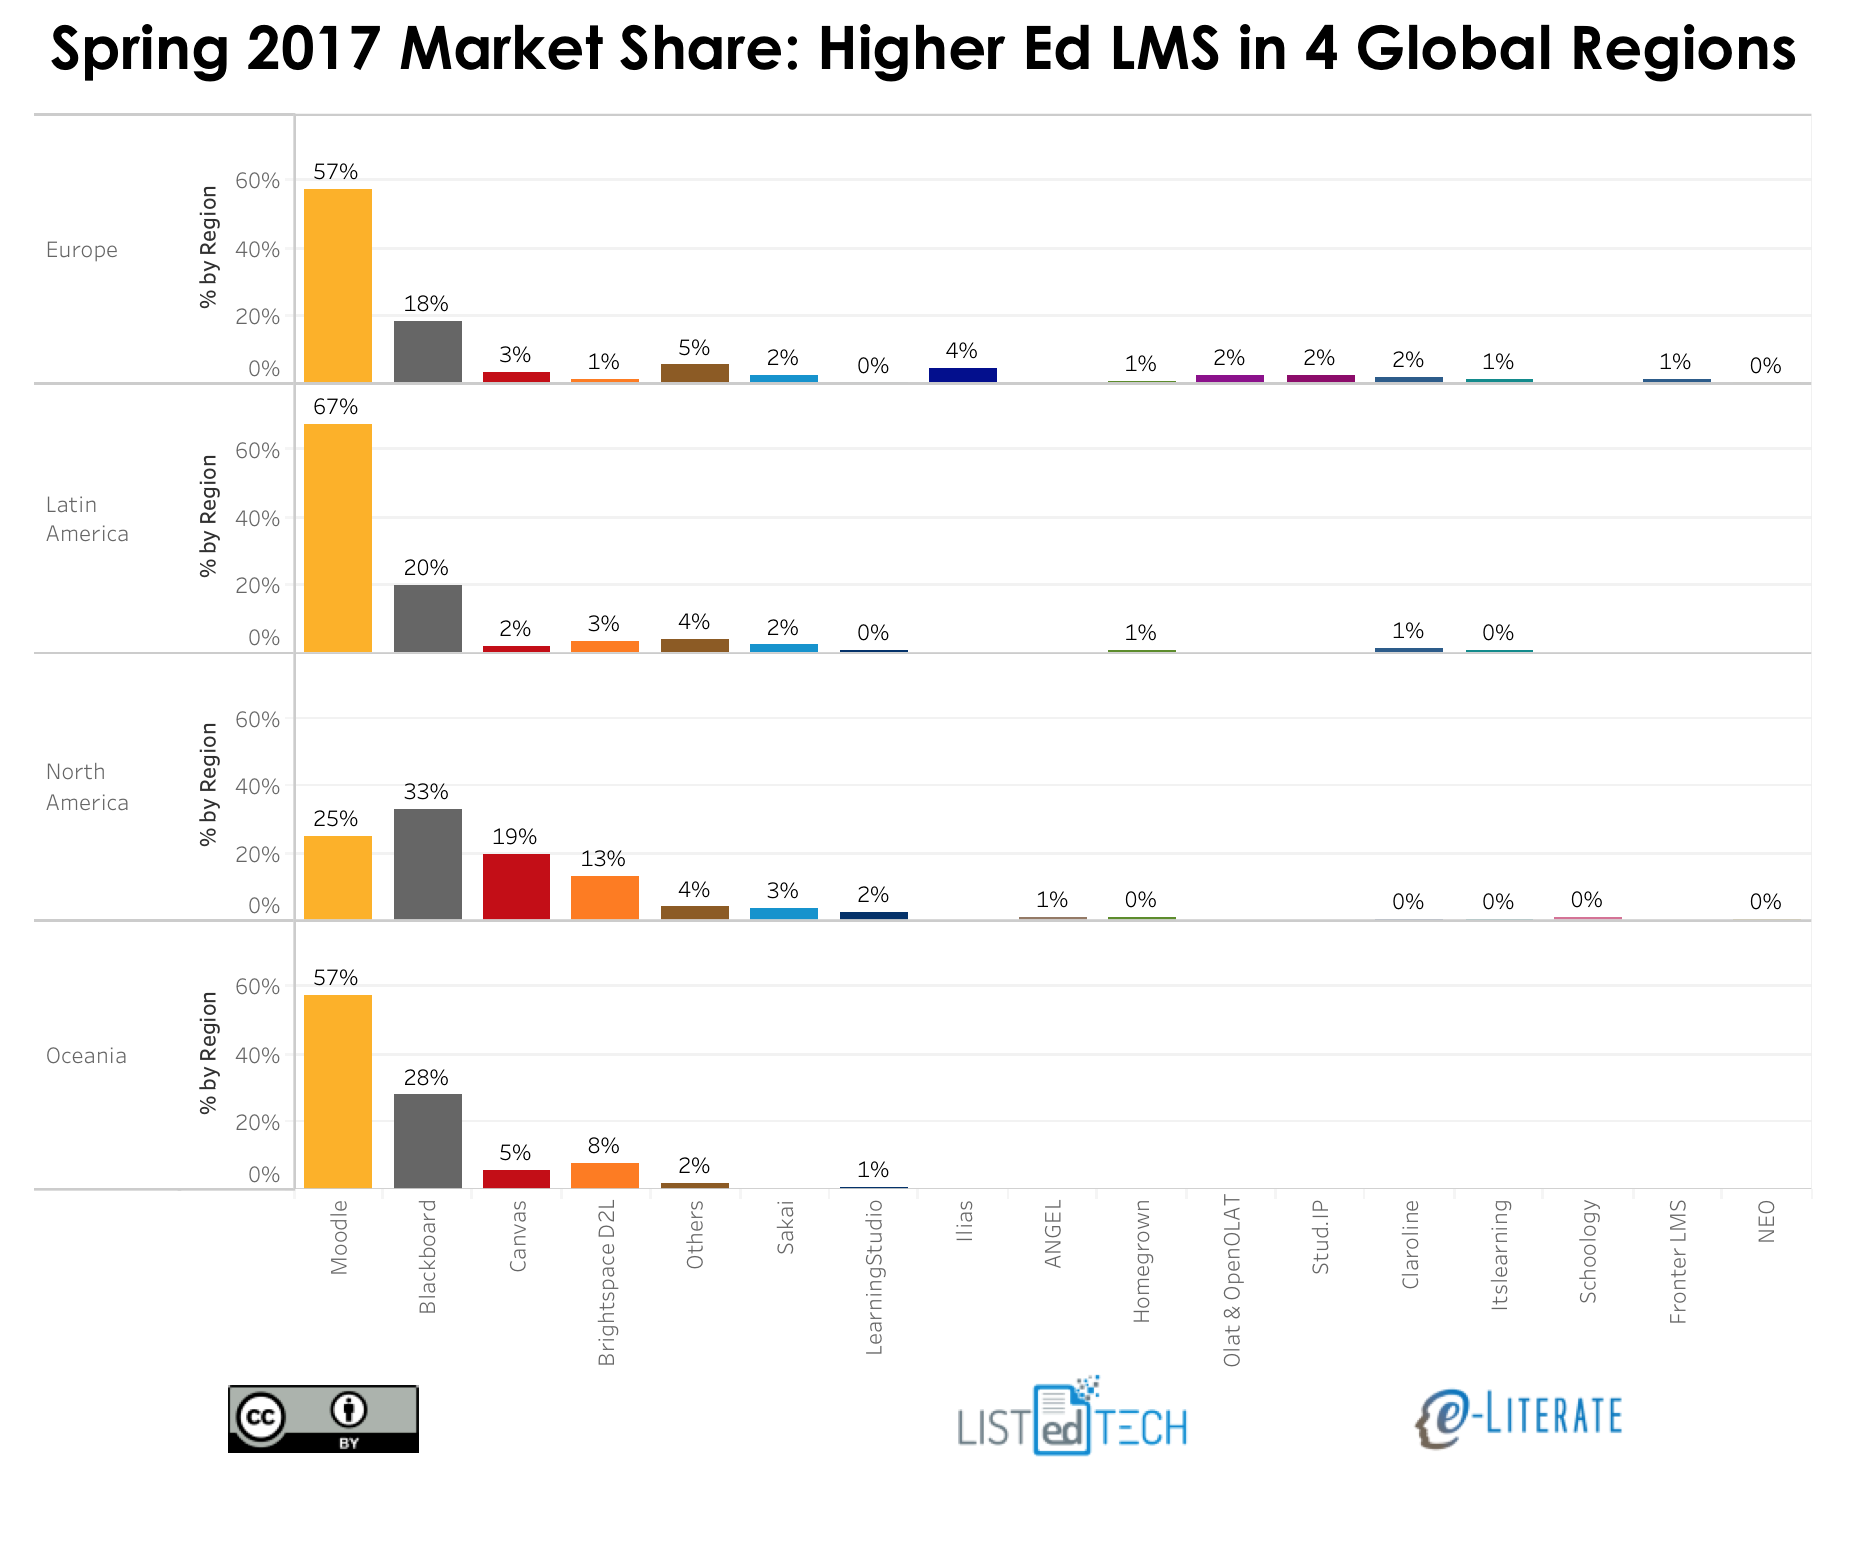 Spring 2017 Market Share: Higher Ed LMS in 4 Global Regions
Europe
% by Region
60%
40%
20%
0%
57%
18%
3%
1%
5%
2%
0%
4%
1%
2%
2%
2%
1%
1%
0%
Latin
America
% by Region
60%
40%
20%
0%
67%
20%
2%
3%
4%
2%
0%
1%
1%
0%
North
America
% by Region
60%
40%
20%
0%
25%
33%
19%
13%
4%
3%
2%
1%
0%
0%
0%
0%
0%
Oceania
% by Region
60%
40%
20%
0%
57%
28%
5%
8%
2%
1%
Moodle
Blackboard
Canvas
Brightspace D2L
Others
Sakai
LearningStudio
Ilias
ANGEL
Homegrown
Olat & OpenOLAT
Stud.IP
Claroline
Itslearning
Schoology
Fronter LMS
NEO
cc
BY
LISTedTECH
e-LITERATE